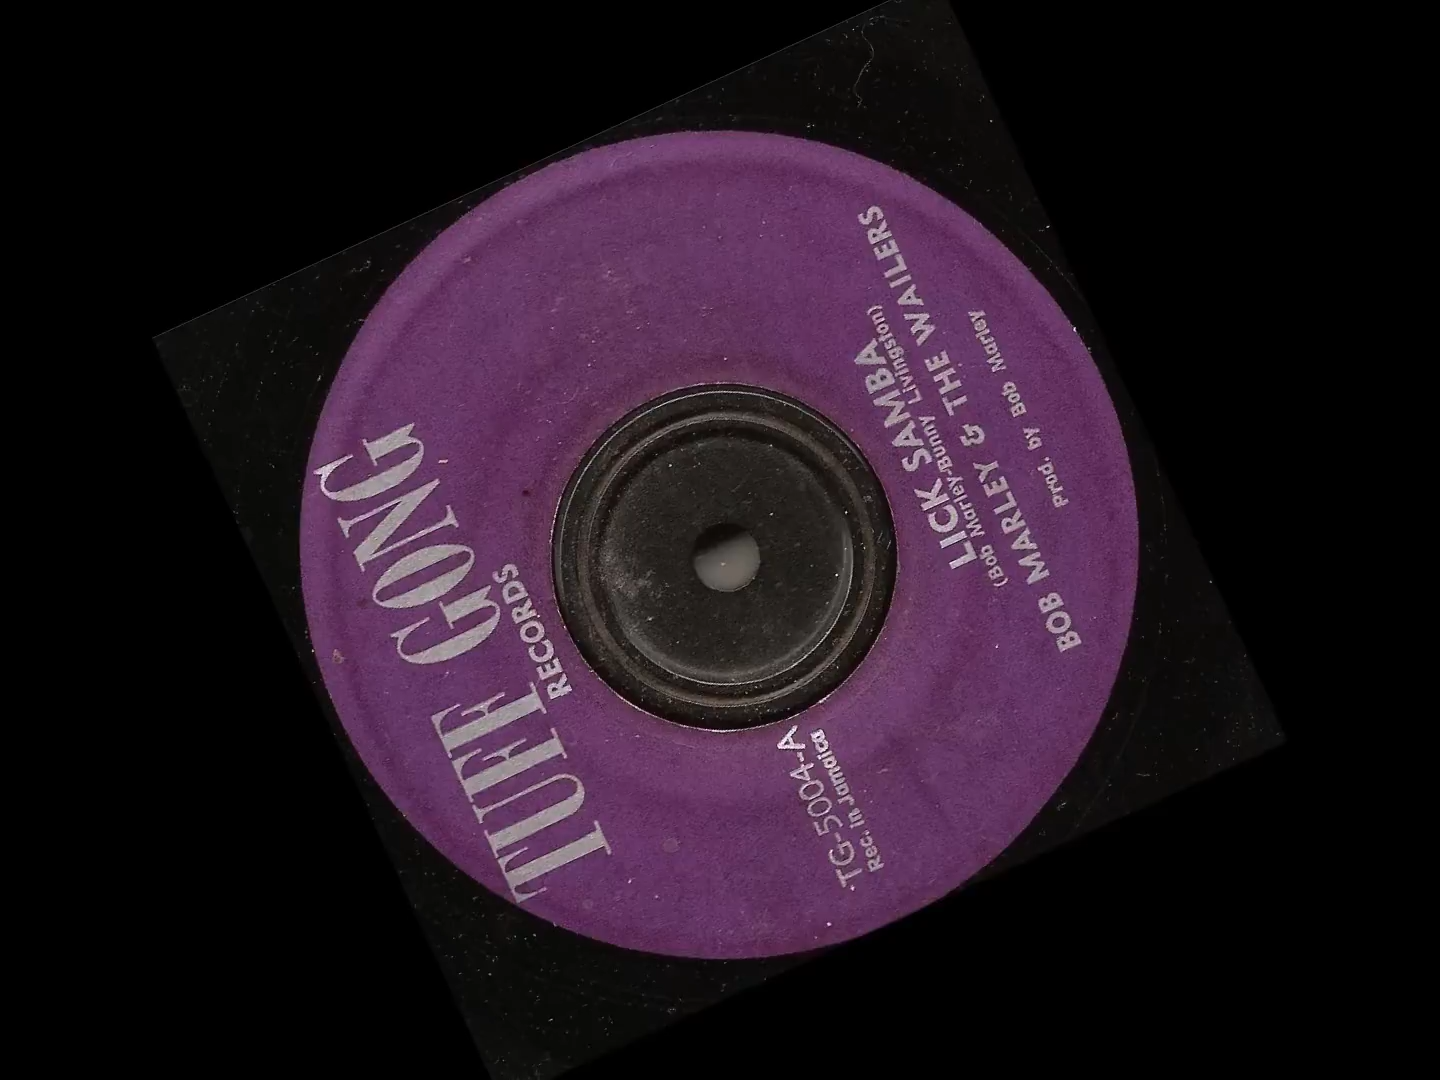 TUFF GONG
RECORDS
TG-5004-A
Rec. in Jamaica
LICK SAMBA
(Bob Marley-Bunny Livingston)
BOB MARLEY & THE WAILERS
Prod. by Bob Marley